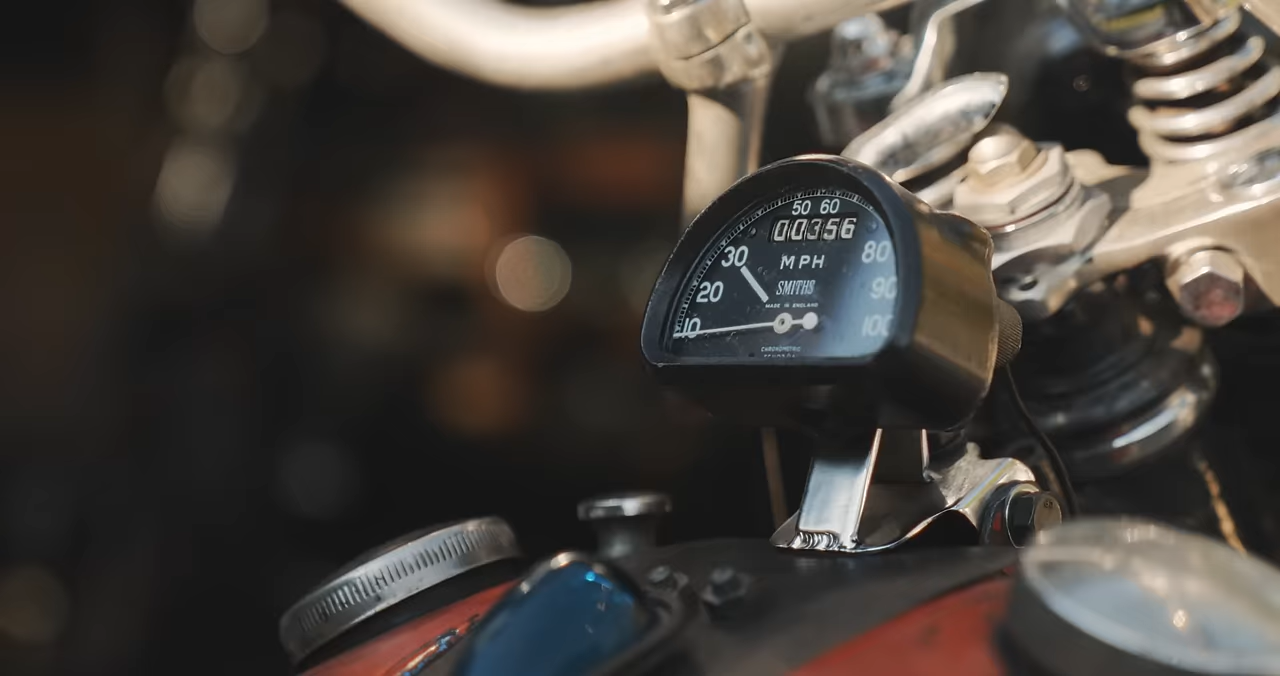 50 60
00356
30 80
MPH
20 SMITHS 90
MADE IN ENGLAND
10 100
CHRONOMETRIC